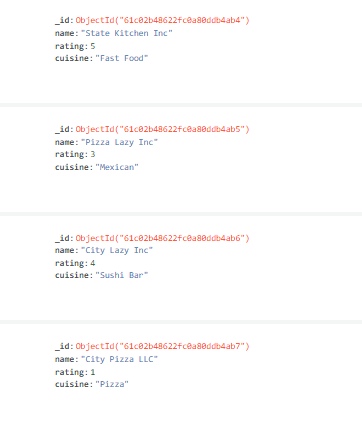 _id: ObjectId("61c02b48622fc0a80ddb4ab4")
name: "State Kitchen Inc"
rating: 5
cuisine: "Fast Food"
_id: ObjectId("61c02b48622fc0a80ddb4ab5")
name: "Pizza Lazy Inc"
rating: 3
cuisine: "Mexican"
_id: ObjectId("61c02b48622fc0a80ddb4ab6")
name: "City Lazy Inc"
rating: 4
cuisine: "Sushi Bar"
_id: ObjectId("61c02b48622fc0a80ddb4ab7")
name: "City Pizza LLC"
rating: 1
cuisine: "Pizza"